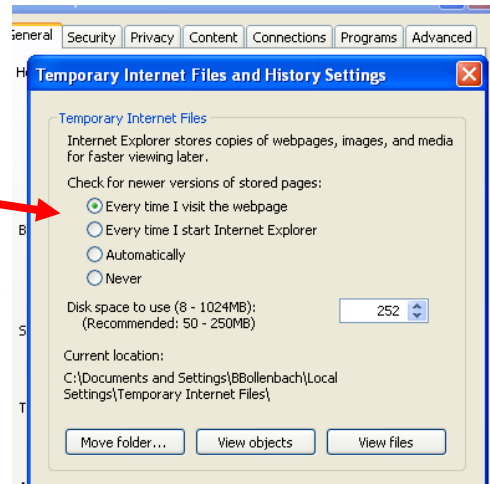 General Security Privacy Content Connections Programs Advanced
H
Temporary Internet Files and History Settings
Temporary Internet Files
Internet Explorer stores copies of webpages, images, and media
for faster viewing later.
Check for newer versions of stored pages:
Every time I visit the webpage
B
Every time I start Internet Explorer
Automatically
Never
Disk space to use (8 - 1024MB): 252
(Recommended: 50 - 250MB)
S
Current location:
C:\Documents and Settings\BBollenbach\Local
Settings\Temporary Internet Files\
T
Move folder... View objects View files